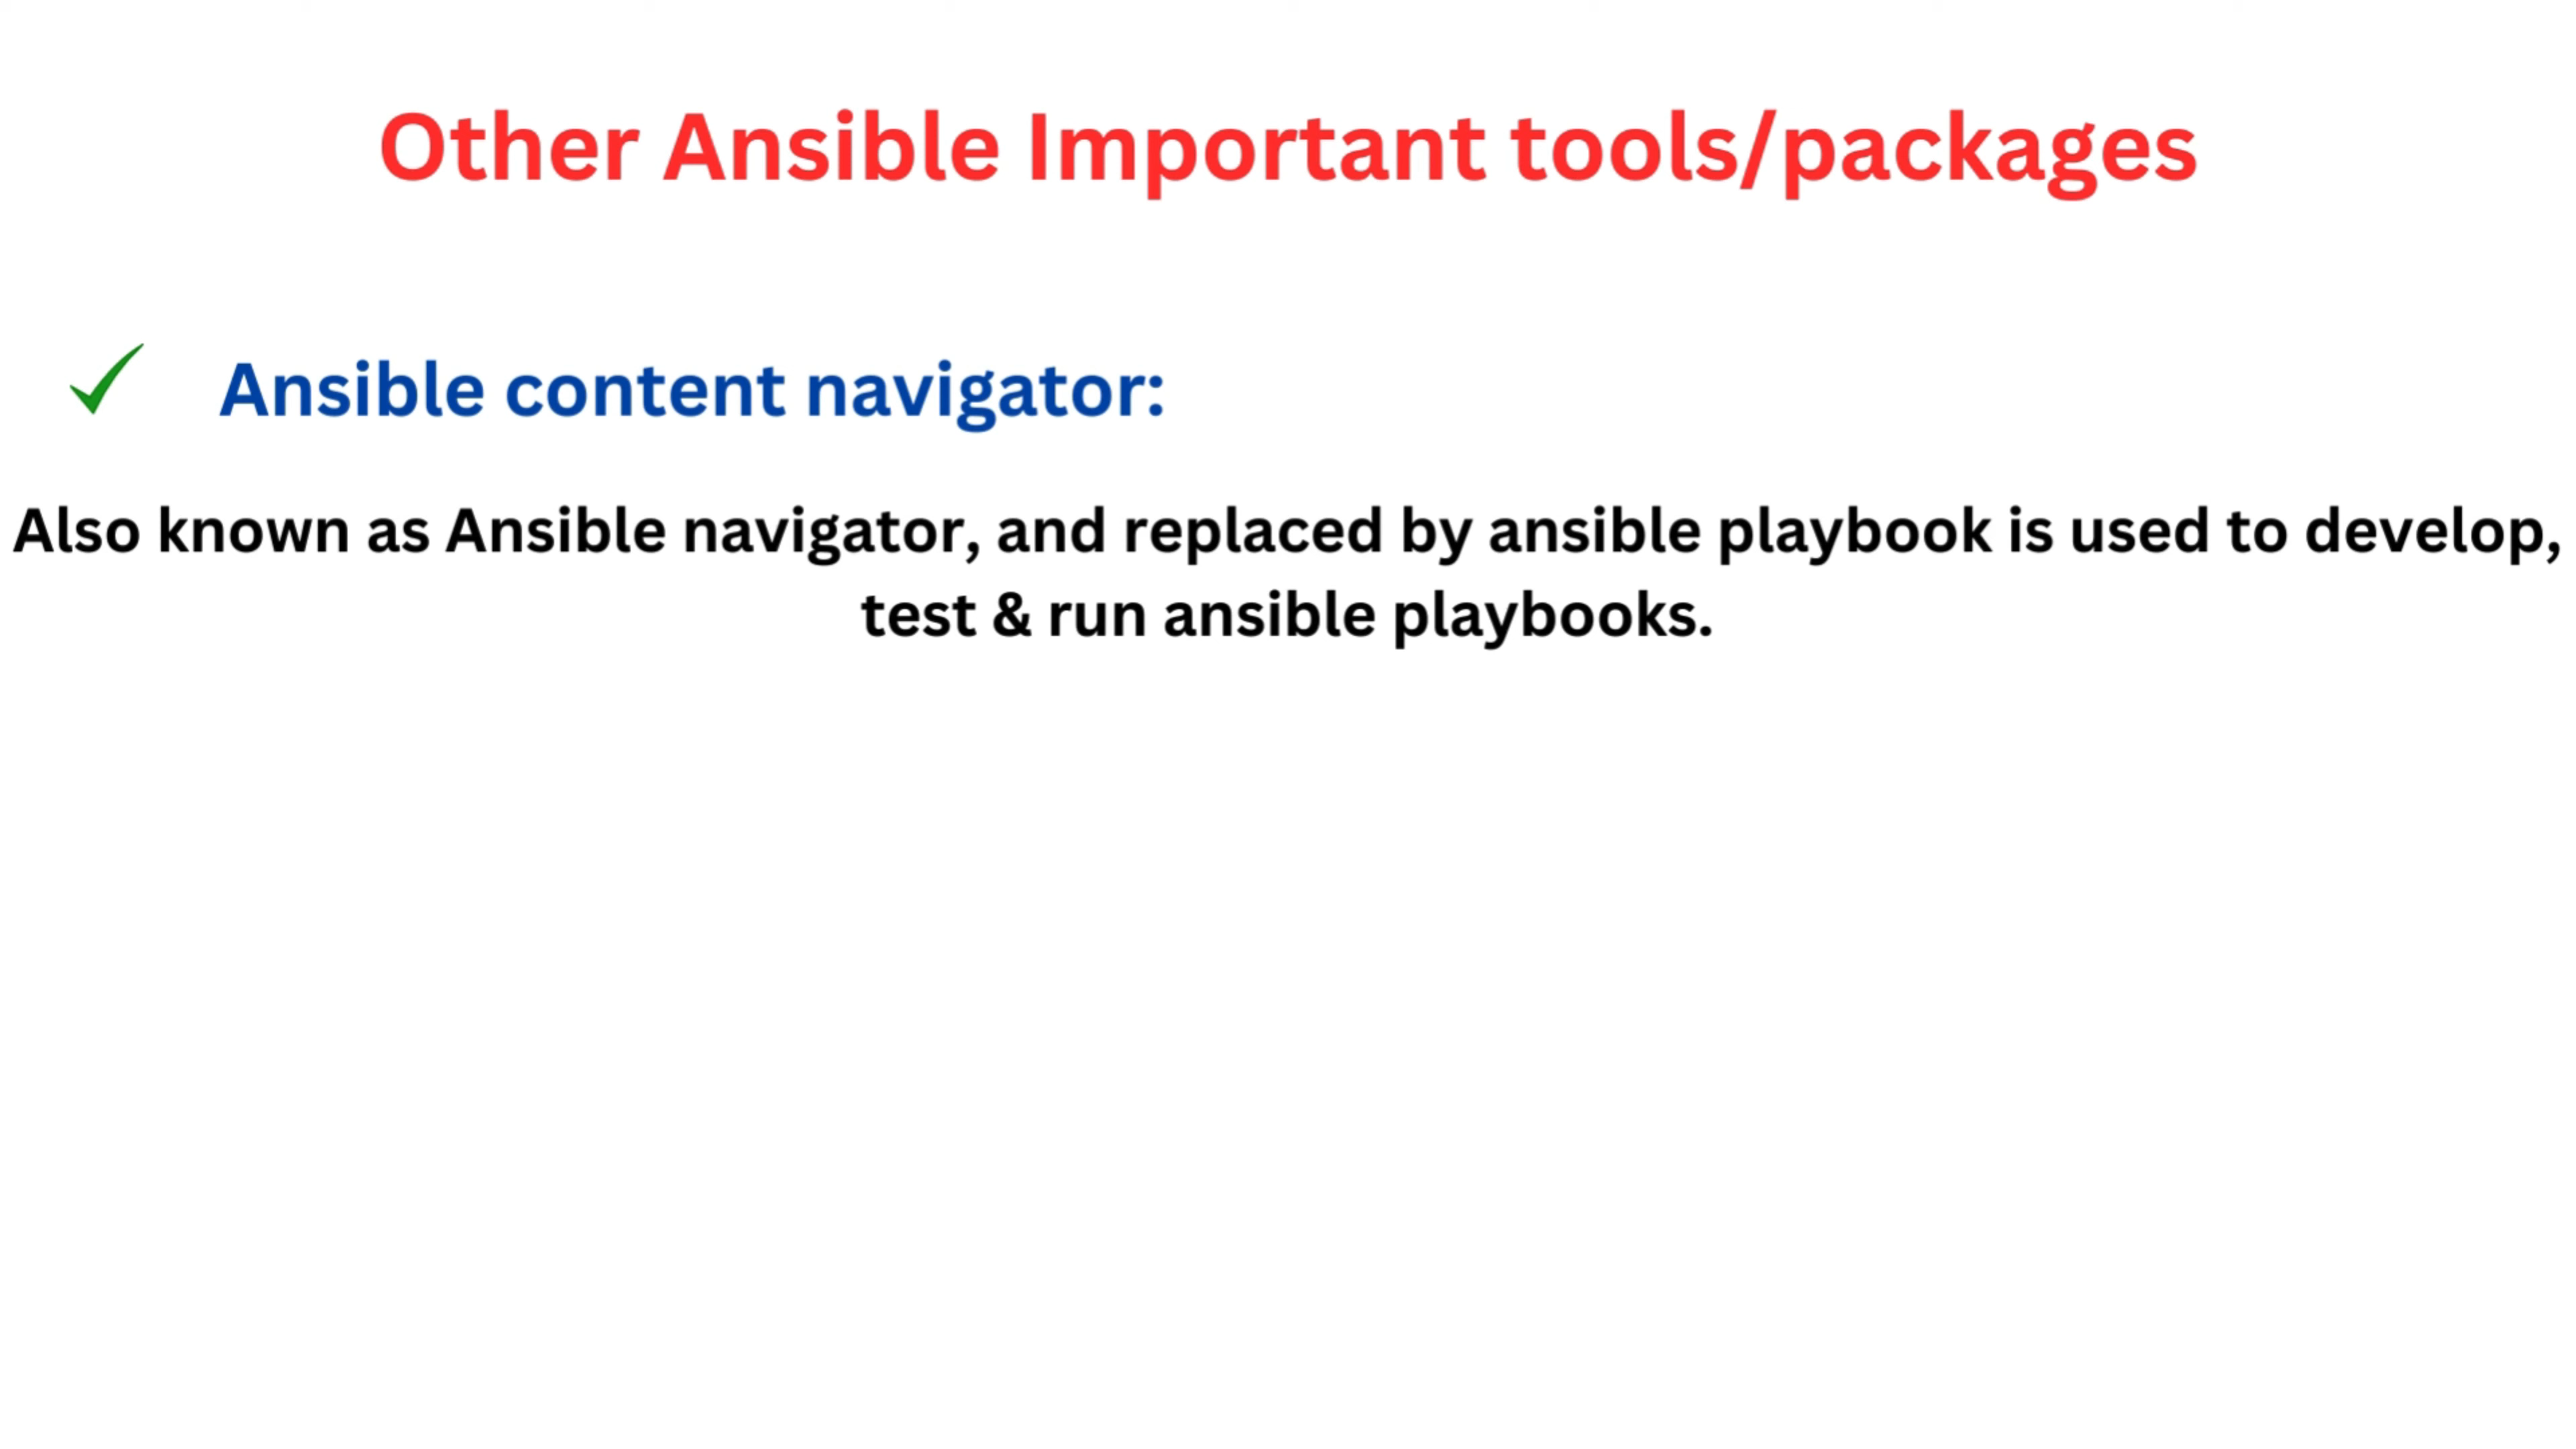 Other Ansible Important tools/packages
Ansible content navigator:
Also known as Ansible navigator, and replaced by ansible playbook is used to develop,
test & run ansible playbooks.